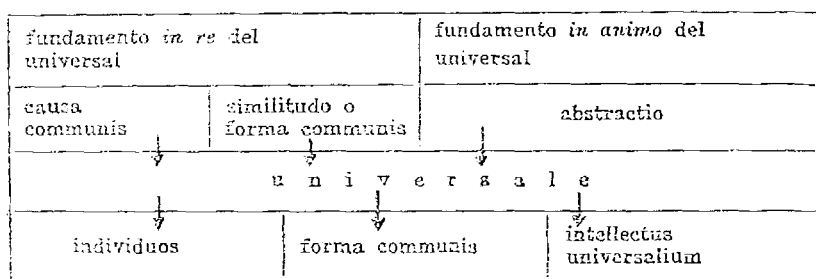 fundamento in re del
universal
fundamento in animo del
universal
causa
communis
similitudo o
forma communis
abstractio
universale
individuos
forma communis
intellectus
universalium